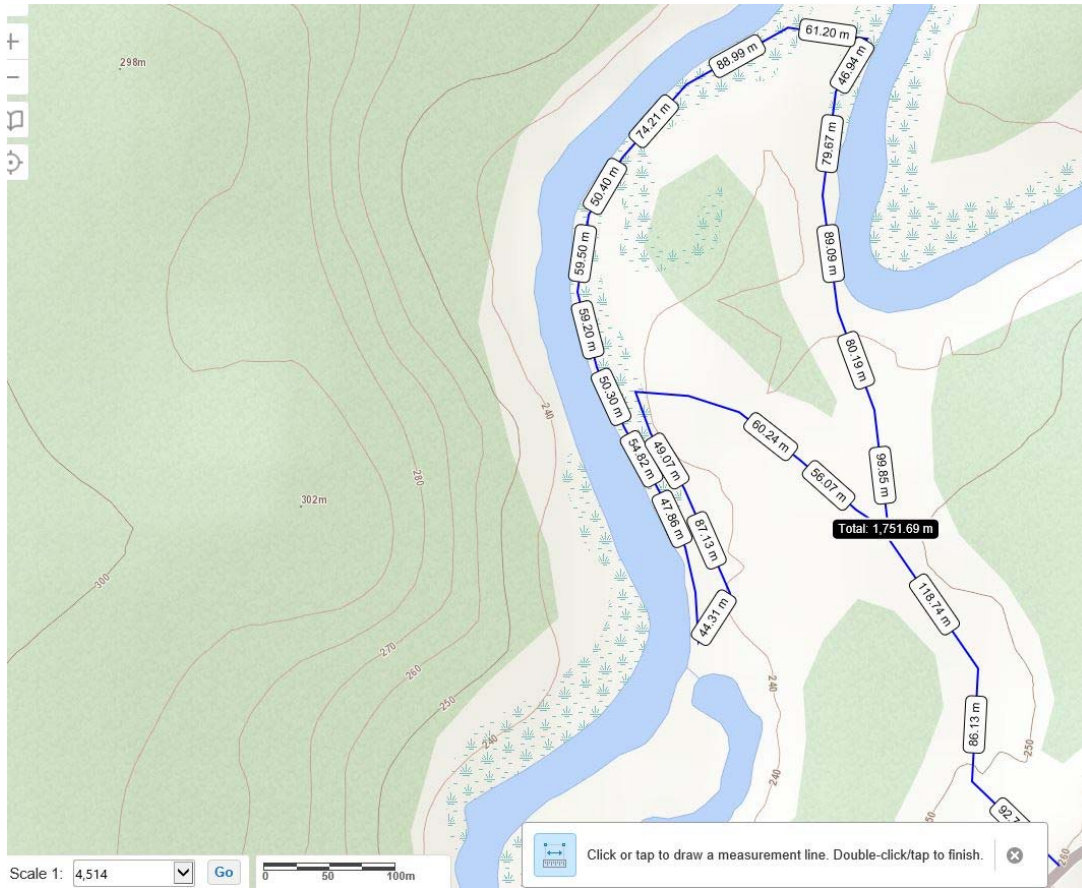 298m
61.20 m
46.94 m
88.99 m
74.21 m
79.67 m
50.40 m
59.50 m
89.09 m
59.20 m
80.19 m
50.30 m
240
60.24 m
54.82 m
49.07 m
56.07 m
99.85 m
280
302m
47.86 m
87.13 m
Total: 1,751.69 m
300
118.74 m
44.31 m
270
260
250
240
240
86.13 m
250
240
92.7
Scale 1: 4,514 Go
0 50 100m
Click or tap to draw a measurement line. Double-click/tap to finish.